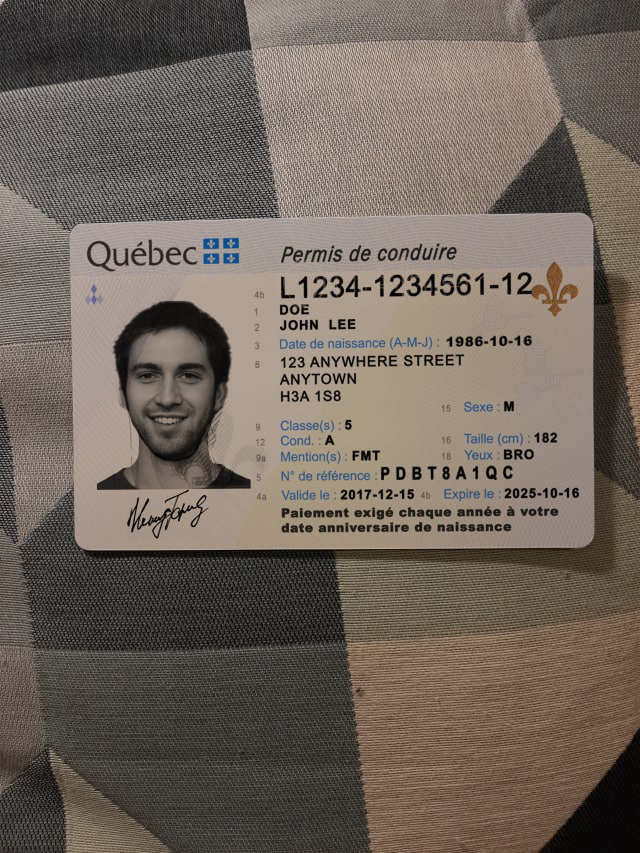 Québec
Permis de conduire
4b L1234-1234561-12
1 DOE
2 JOHN LEE
3 Date de naissance (A-M-J) : 1986-10-16
8 123 ANYWHERE STREET
ANYTOWN
H3A 1S8
15 Sexe : M
9 Classe(s) : 5
12 Cond. : A 16 Taille (cm) : 182
9a Mention(s) : FMT 18 Yeux : BRO
5 N° de référence : PDBT8A1QC
4a Valide le : 2017-12-15 4b Expire le : 2025-10-16
Paiement exigé chaque année à votre
date anniversaire de naissance